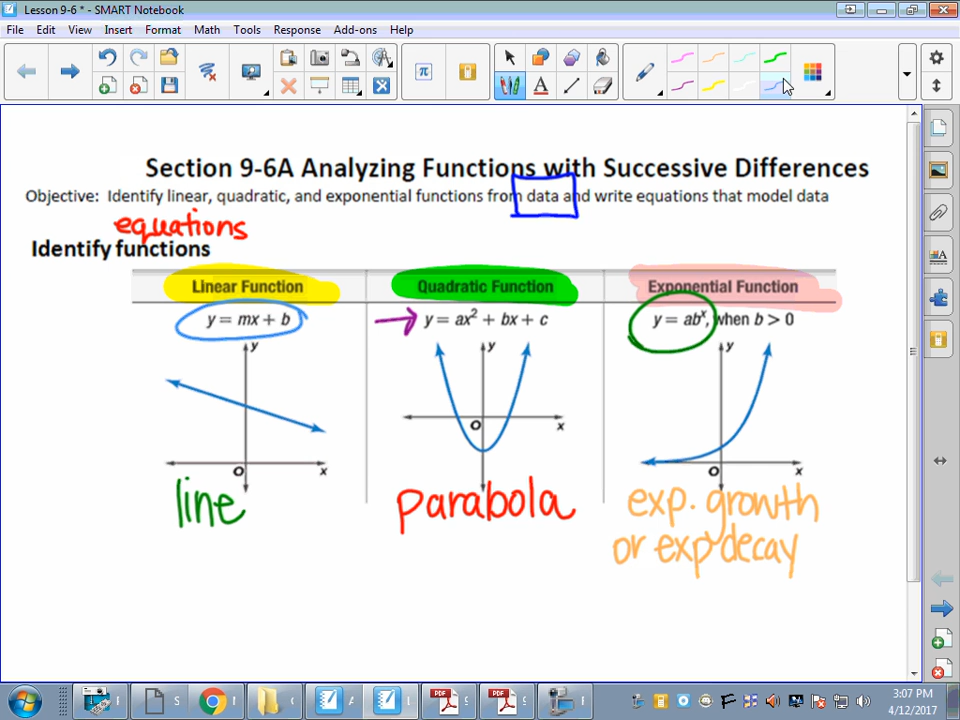 Lesson 9-6 * - SMART Notebook
File Edit View Insert Format Math Tools Response Add-ons Help
π A
Section 9-6A Analyzing Functions with Successive Differences
Objective: Identify linear, quadratic, and exponential functions from data and write equations that model data
equations
Identify functions
Linear Function Quadratic Function Exponential Function
y = mx + b y = ax² + bx + c y = abˣ, when b > 0
y y y
O x O x O x
line parabola exp. growth
or exp decay
S ( A L 9 9 F
3:07 PM
4/12/2017